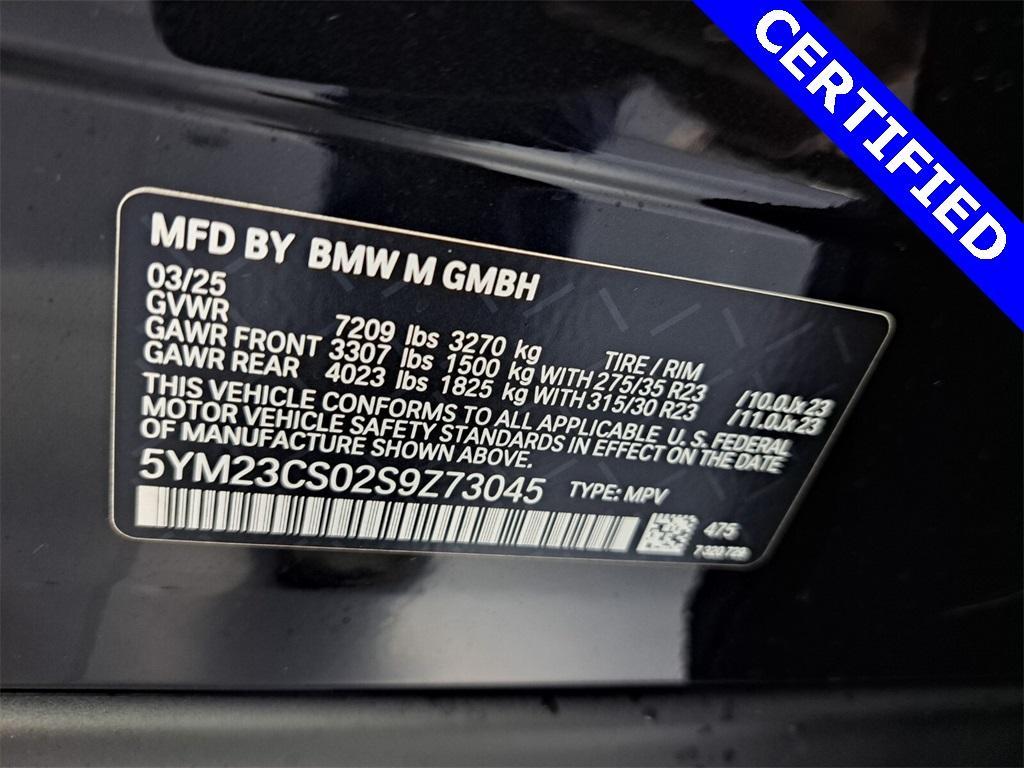 CERTIFIED
MFD BY BMW M GMBH
03/25
GVWR 7209 lbs 3270 kg TIRE / RIM
GAWR FRONT 3307 lbs 1500 kg WITH 275/35 R23 /10.0Jx23
GAWR REAR 4023 lbs 1825 kg WITH 315/30 R23 /11.0Jx23
THIS VEHICLE CONFORMS TO ALL APPLICABLE U.S. FEDERAL
MOTOR VEHICLE SAFETY STANDARDS IN EFFECT ON THE DATE
OF MANUFACTURE SHOWN ABOVE.
5YM23CS02S9Z73045 TYPE: MPV
475
7 320 728